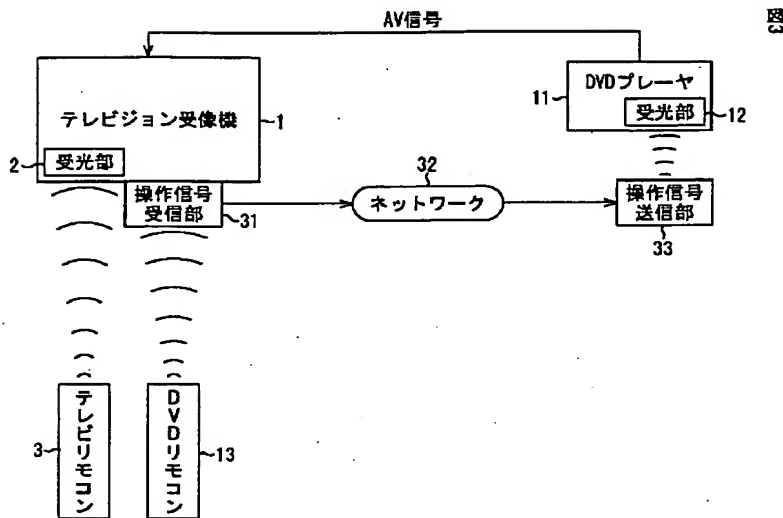 図3
AV信号
テレビジョン受像機
1
2
受光部
操作信号
受信部
31
32
ネットワーク
11
DVDプレーヤ
受光部
12
操作信号
送信部
33
3
テレビリモコン
DVDリモコン
13